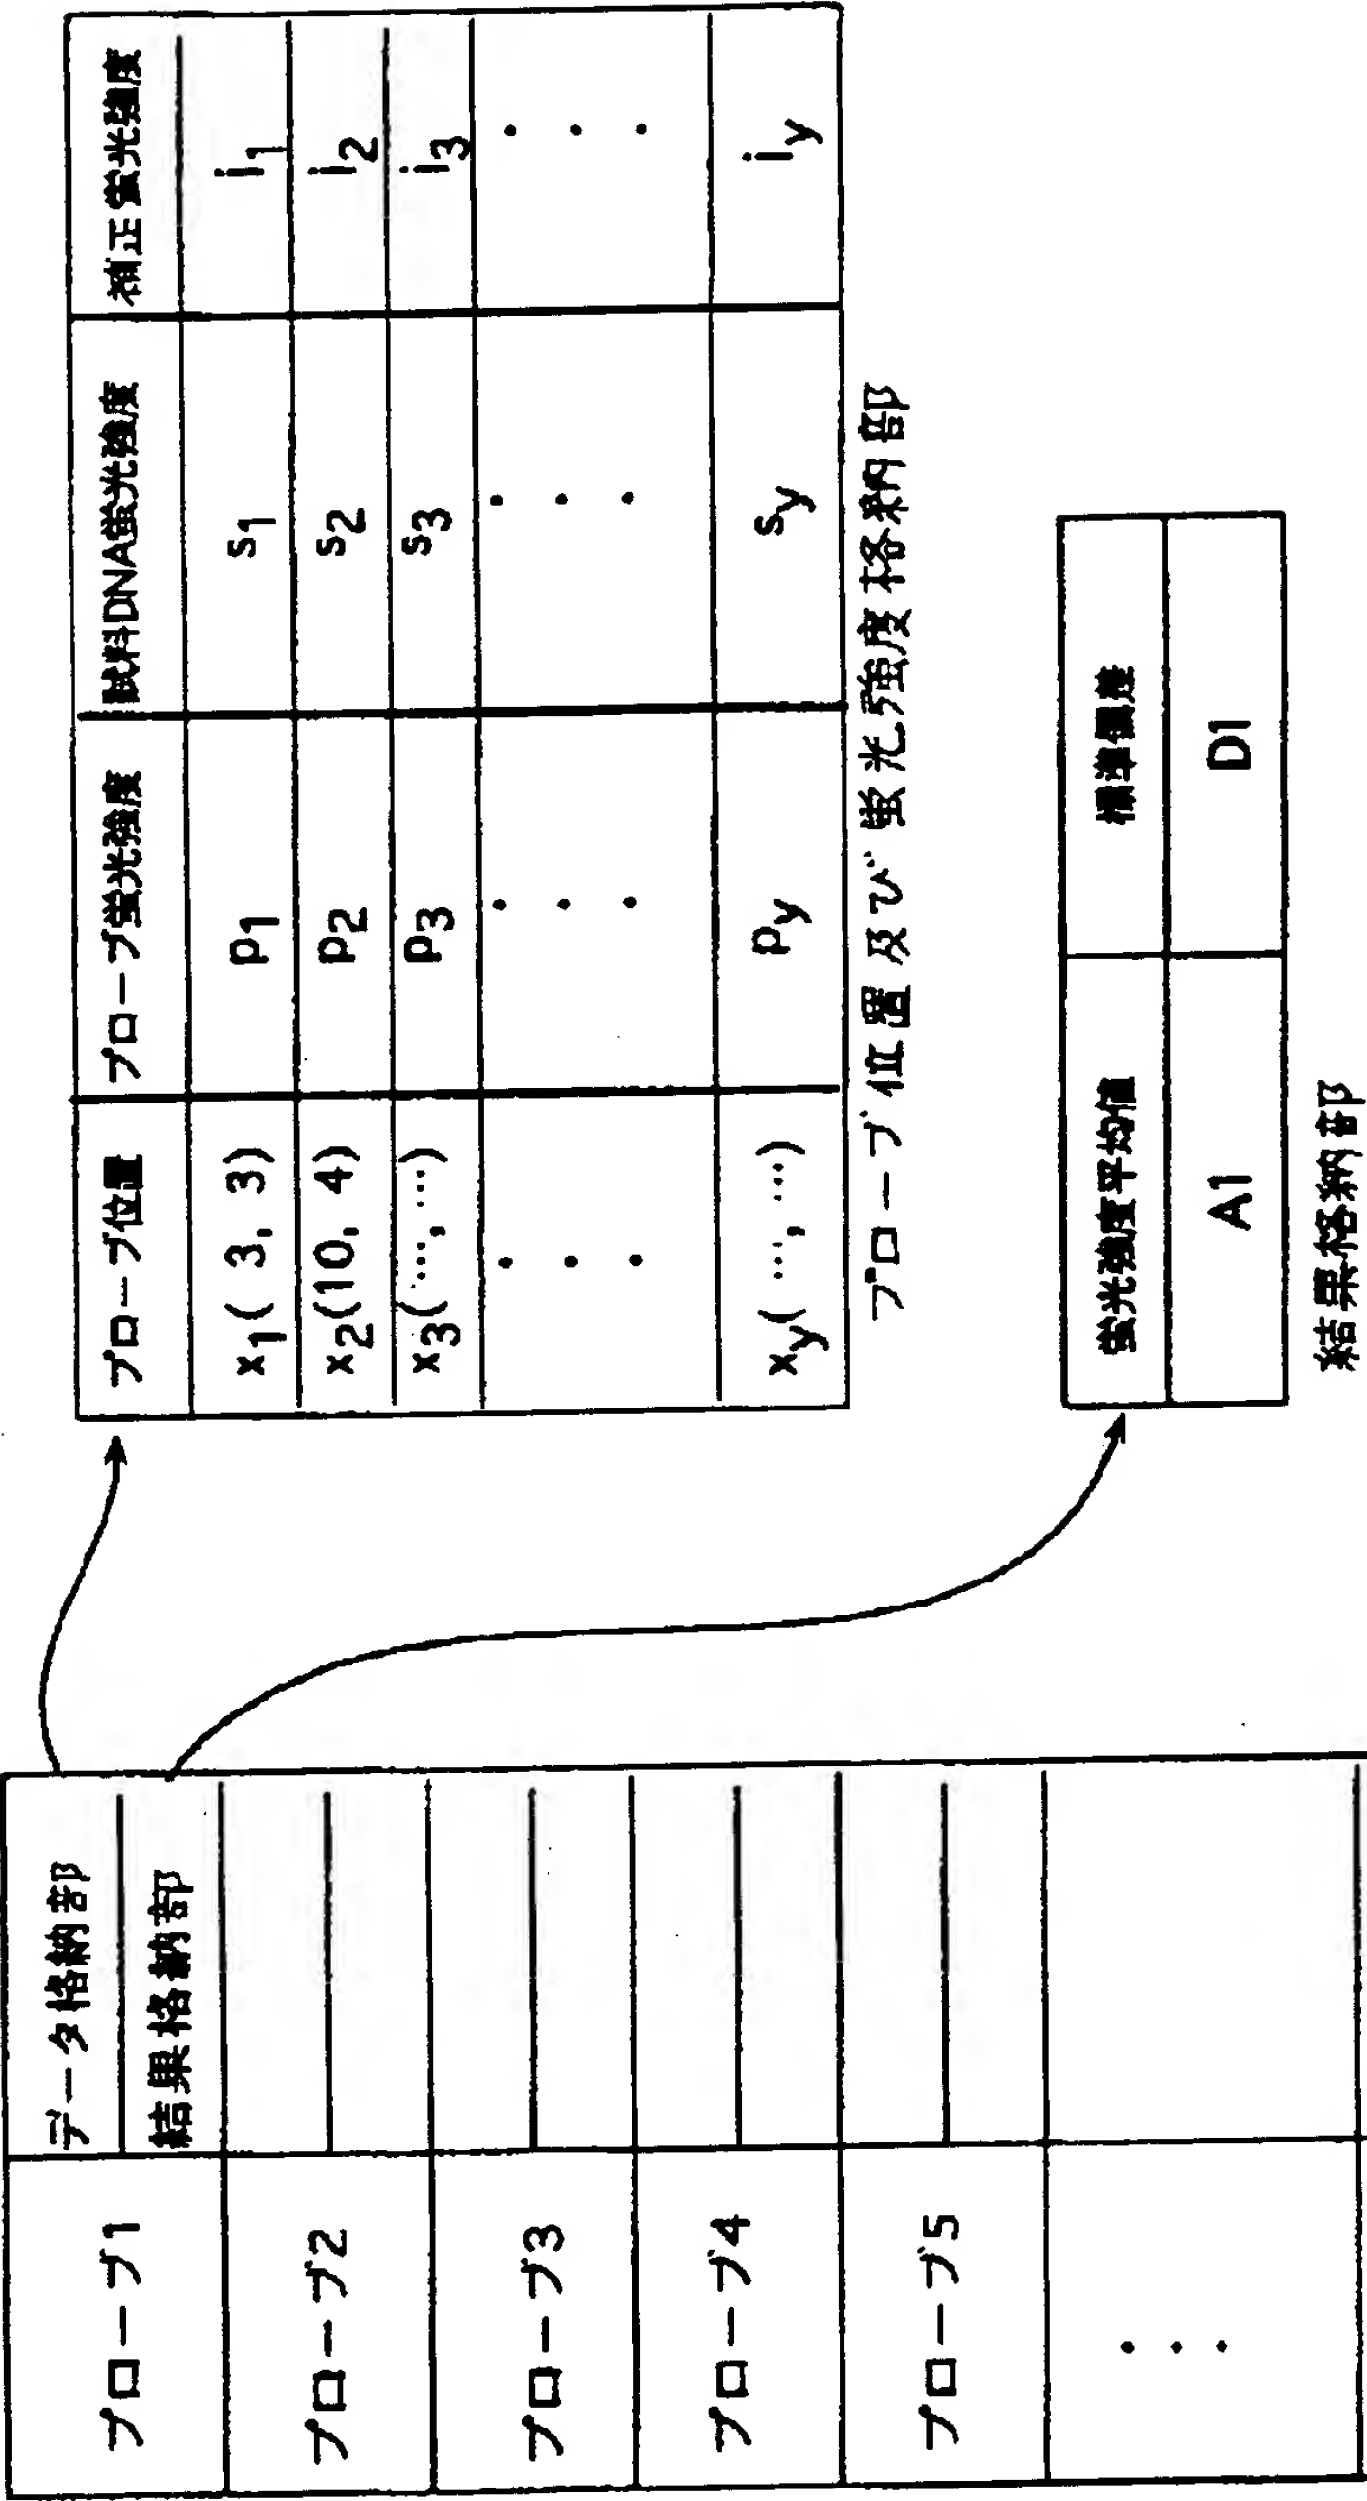 プローブ1 データ格納部
結果格納部
プローブ2
プローブ3
プローブ4
プローブ5
・・・
プローブ位置 プローブ蛍光強度 試料DNA蛍光強度 補正蛍光強度
x1( 3, 3) p1 s1 i1
x2(10, 4) p2 s2 i2
x3(…, …) p3 s3 i3
・・・ ・・・ ・・・ ・・・
xy( …, …) py sy iy
プローブ位置及び蛍光強度格納部
蛍光強度平均値 標準偏差
A1 D1
結果格納部